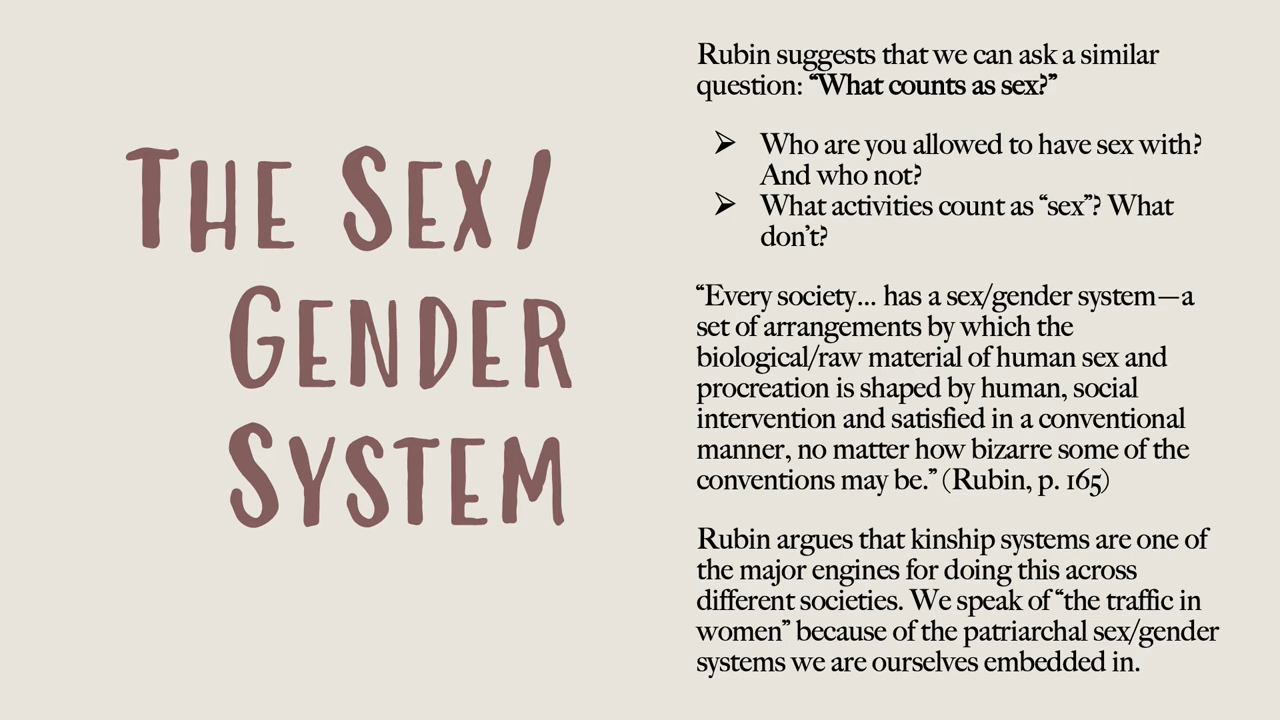 THE SEX/
GENDER
SYSTEM
Rubin suggests that we can ask a similar
question: “What counts as sex?”
➢ Who are you allowed to have sex with?
And who not?
➢ What activities count as “sex”? What
don’t?
“Every society… has a sex/gender system—a
set of arrangements by which the
biological/raw material of human sex and
procreation is shaped by human, social
intervention and satisfied in a conventional
manner, no matter how bizarre some of the
conventions may be.” (Rubin, p. 165)
Rubin argues that kinship systems are one of
the major engines for doing this across
different societies. We speak of “the traffic in
women” because of the patriarchal sex/gender
systems we are ourselves embedded in.